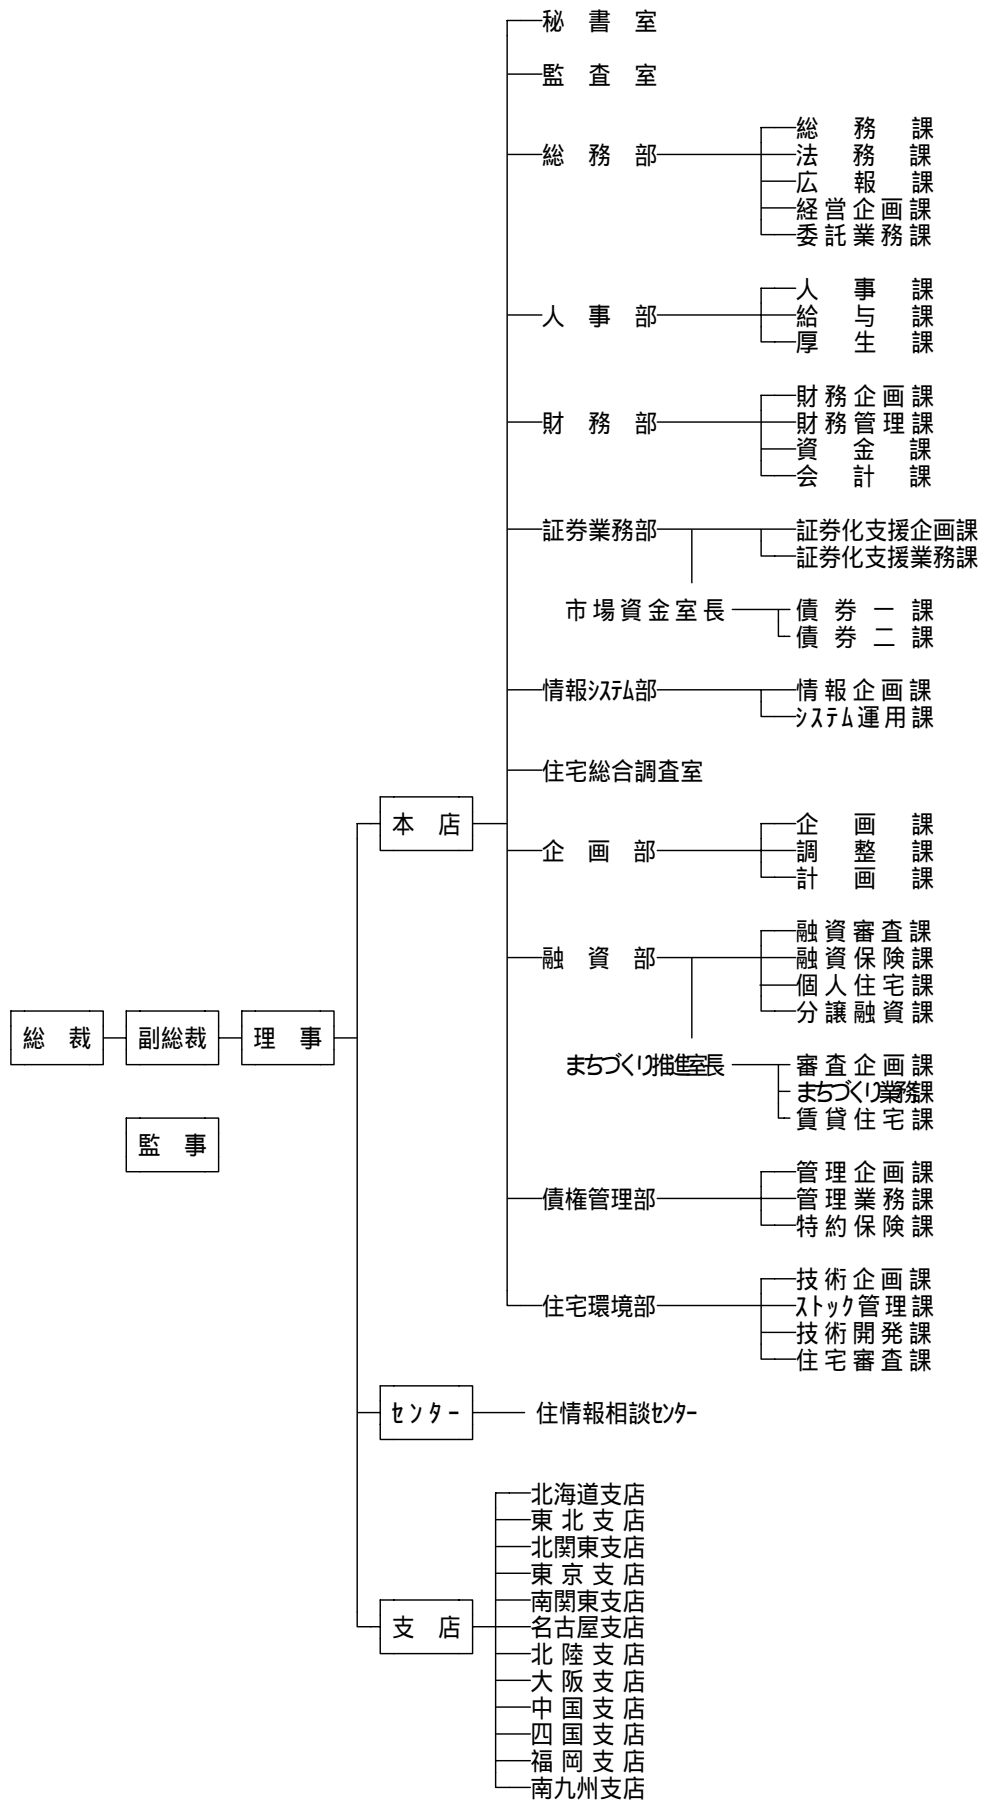 秘書室
監査室
総務部
総務課
法務課
広報課
経営企画課
委託業務課
人事部
人事課
給与課
厚生課
財務部
財務企画課
財務管理課
資金課
会計課
証券業務部
証券化支援企画課
証券化支援業務課
市場資金室長
債券一課
債券二課
情報ｼｽﾃﾑ部
情報企画課
ｼｽﾃﾑ運用課
住宅総合調査室
本店
企画部
企画課
調整課
計画課
融資部
融資審査課
融資保険課
個人住宅課
分譲融資課
総裁
副総裁
理事
まちづくり推進室長
審査企画課
まちづくり業務課
賃貸住宅課
監事
債権管理部
管理企画課
管理業務課
特約保険課
住宅環境部
技術企画課
ｽﾄｯｸ管理課
技術開発課
住宅審査課
ｾﾝﾀｰ
住情報相談ｾﾝﾀｰ
支店
北海道支店
東北支店
北関東支店
東京支店
南関東支店
名古屋支店
北陸支店
大阪支店
中国支店
四国支店
福岡支店
南九州支店